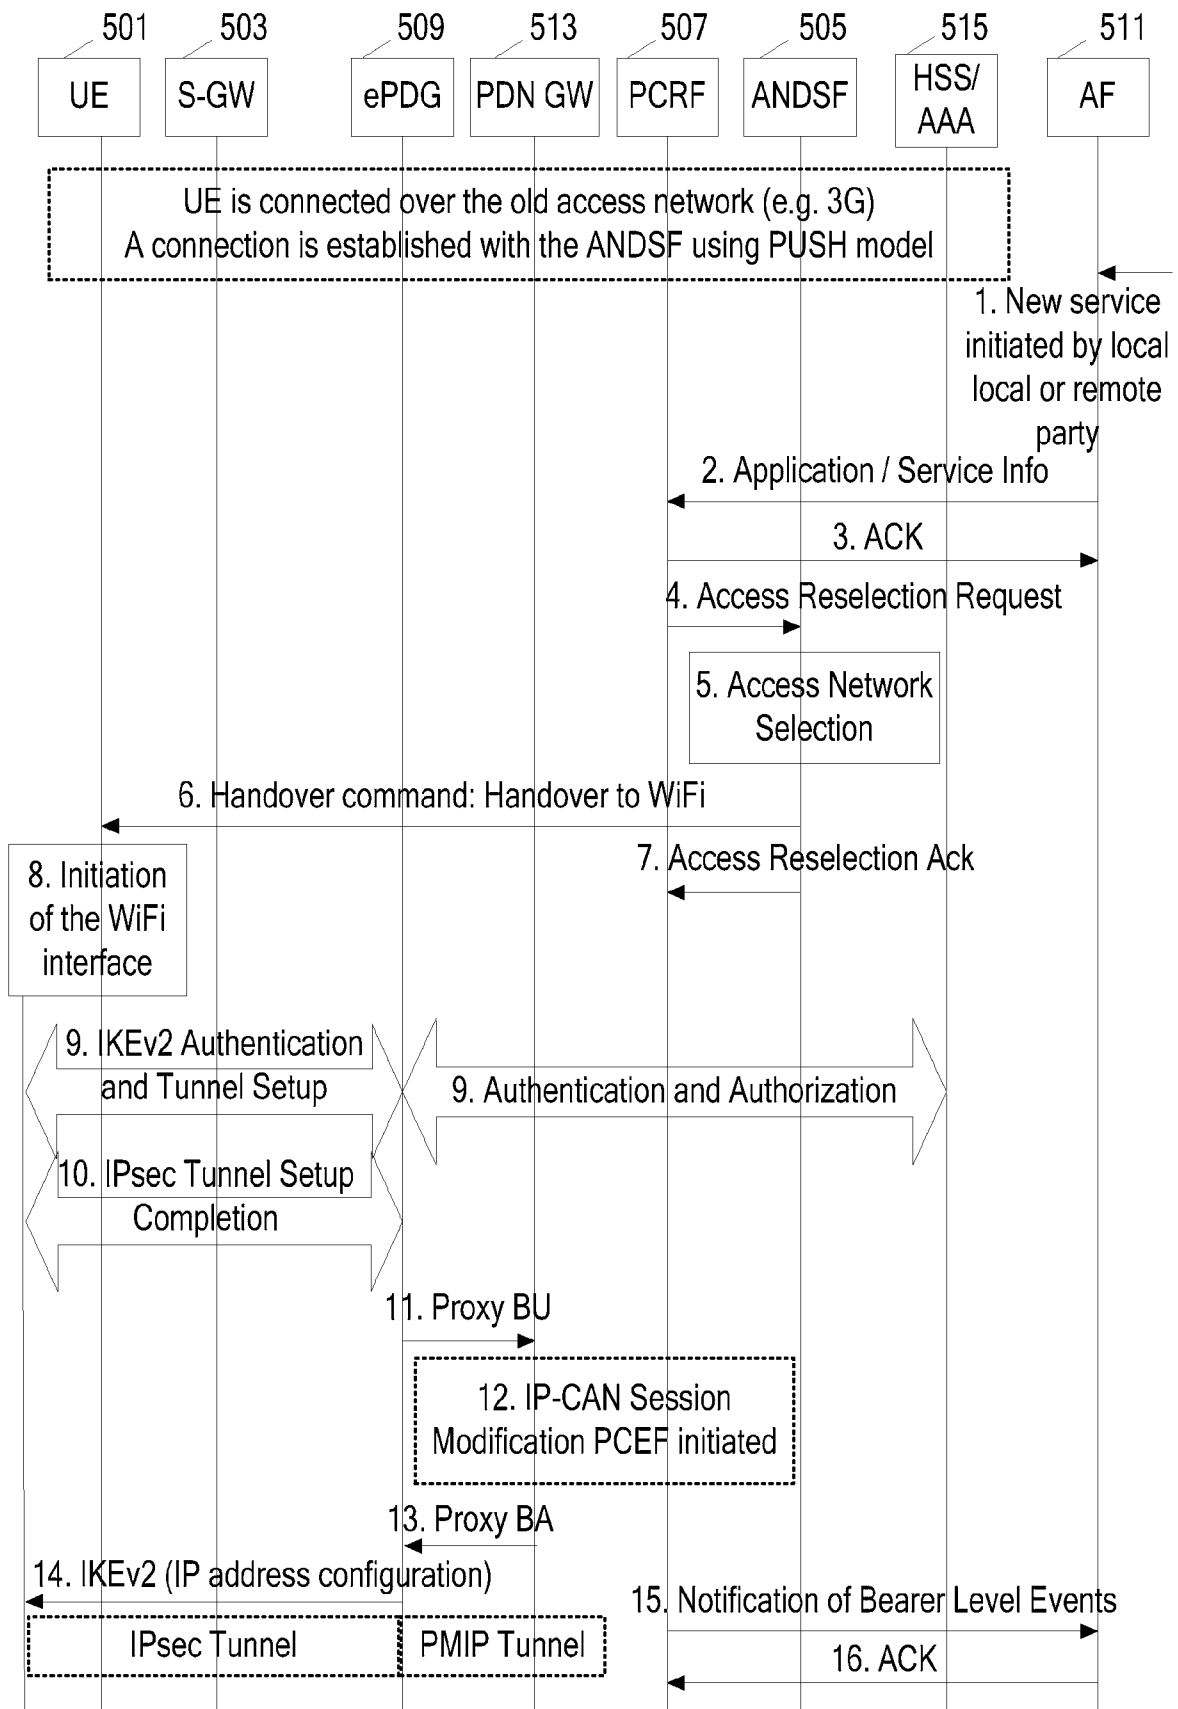 501 503 509 513 507 505 515 511
UE S-GW ePDG PDN GW PCRF ANDSF HSS/ AF
AAA
UE is connected over the old access network (e.g. 3G)
A connection is established with the ANDSF using PUSH model
1. New service
initiated by local
local or remote
party
2. Application / Service Info
3. ACK
4. Access Reselection Request
5. Access Network
Selection
6. Handover command: Handover to WiFi
7. Access Reselection Ack
8. Initiation
of the WiFi
interface
9. IKEv2 Authentication
and Tunnel Setup
9. Authentication and Authorization
10. IPsec Tunnel Setup
Completion
11. Proxy BU
12. IP-CAN Session
Modification PCEF initiated
13. Proxy BA
14. IKEv2 (IP address configuration)
15. Notification of Bearer Level Events
IPsec Tunnel PMIP Tunnel
16. ACK